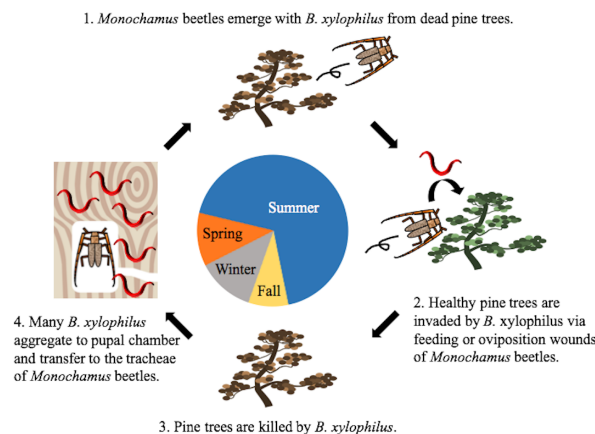 1. Monochamus beetles emerge with B. xylophilus from dead pine trees.
Summer
Spring
Winter
Fall
2. Healthy pine trees are
invaded by B. xylophilus via
feeding or oviposition wounds
of Monochamus beetles.
4. Many B. xylophilus
aggregate to pupal chamber
and transfer to the tracheae
of Monochamus beetles.
3. Pine trees are killed by B. xylophilus.